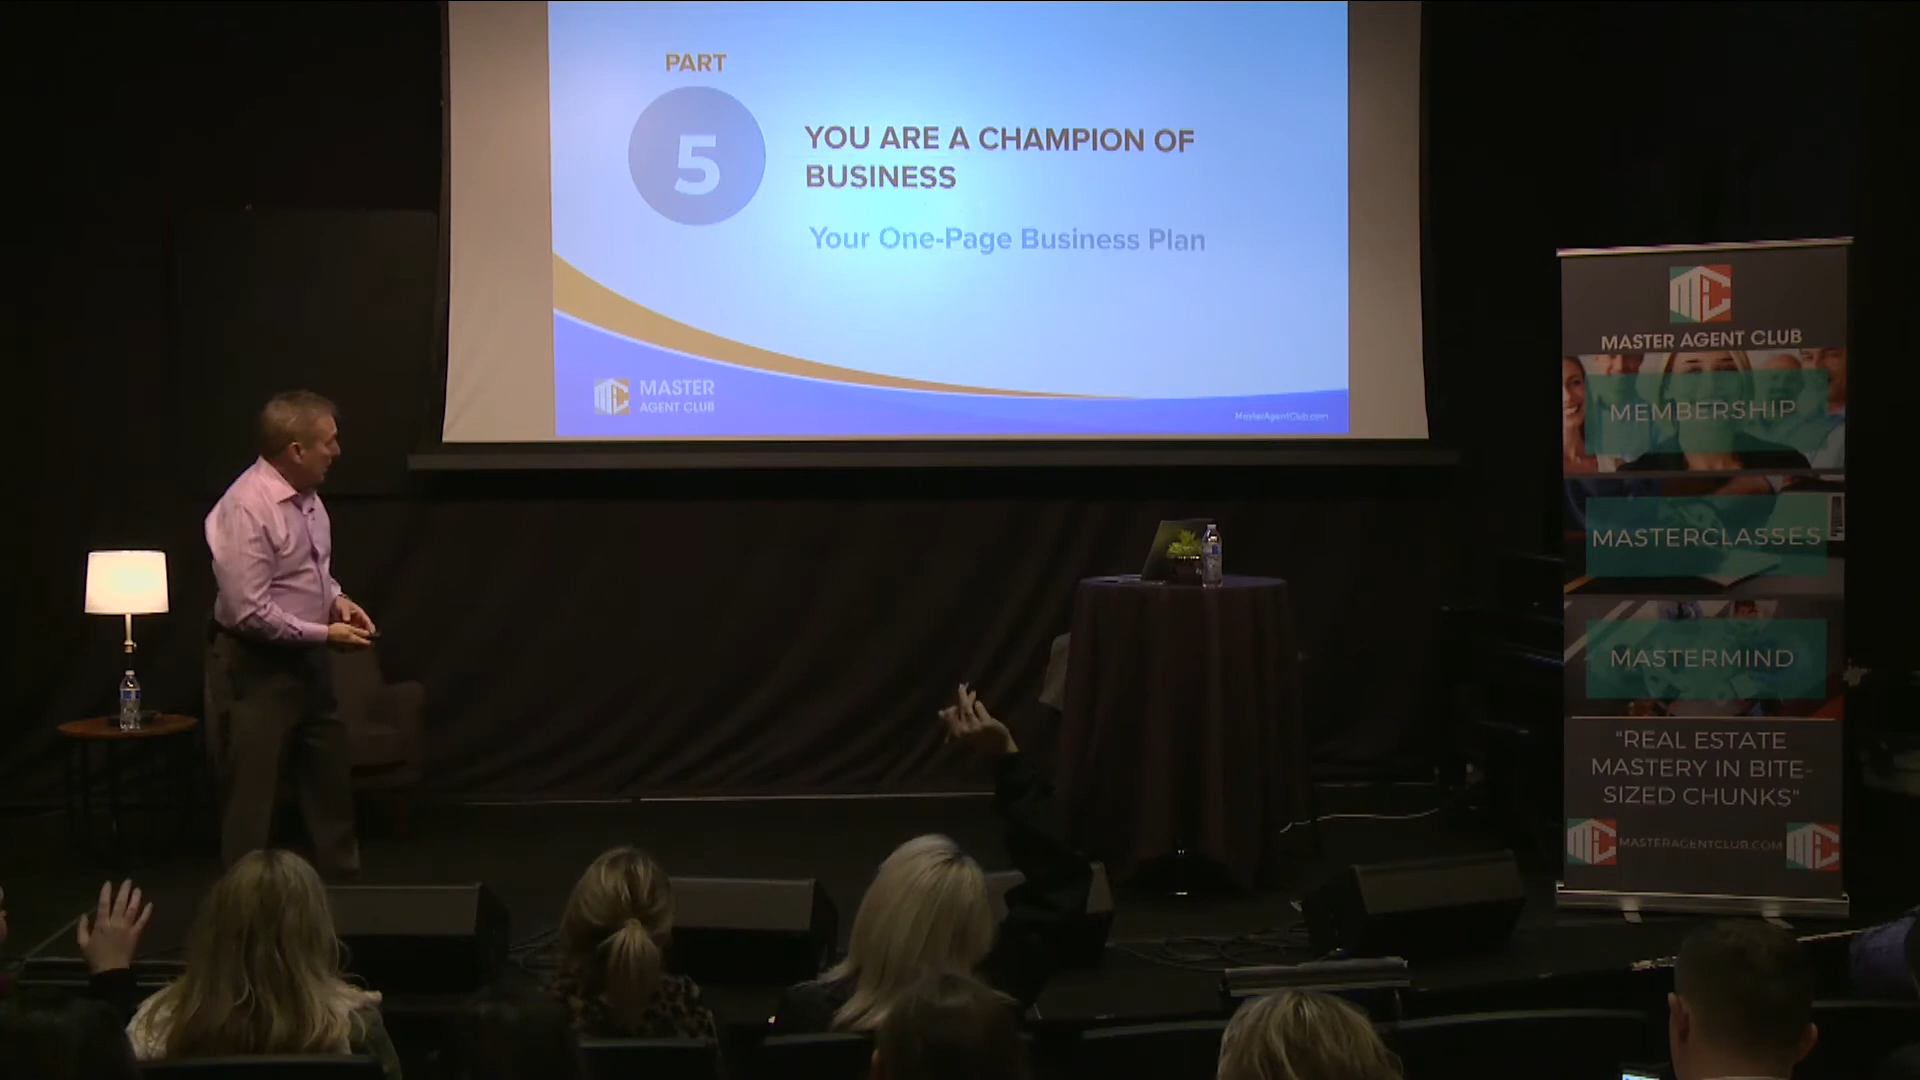 PART
5
YOU ARE A CHAMPION OF
BUSINESS
Your One-Page Business Plan
MASTER
AGENT CLUB
MasterAgentClub.com
MASTER AGENT CLUB
MEMBERSHIP
MASTERCLASSES
MASTERMIND
"REAL ESTATE
MASTERY IN BITE-
SIZED CHUNKS"
MASTERAGENTCLUB.COM